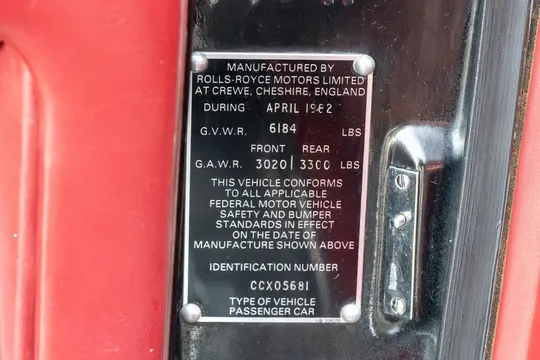 MANUFACTURED BY
ROLLS-ROYCE MOTORS LIMITED
AT CREWE, CHESHIRE, ENGLAND
DURING APRIL 1982
G.V.W.R. 6184 LBS
FRONT REAR
G.A.W.R. 3020 3300 LBS
THIS VEHICLE CONFORMS
TO ALL APPLICABLE
FEDERAL MOTOR VEHICLE
SAFETY AND BUMPER
STANDARDS IN EFFECT
ON THE DATE OF
MANUFACTURE SHOWN ABOVE
IDENTIFICATION NUMBER
CCX05681
TYPE OF VEHICLE
PASSENGER CAR